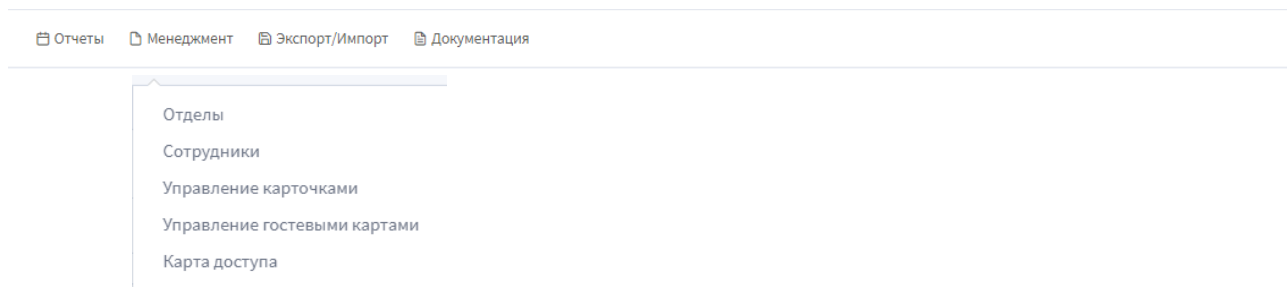 Отчеты Менеджмент Экспорт/Импорт Документация
Отделы
Сотрудники
Управление карточками
Управление гостевыми картами
Карта доступа